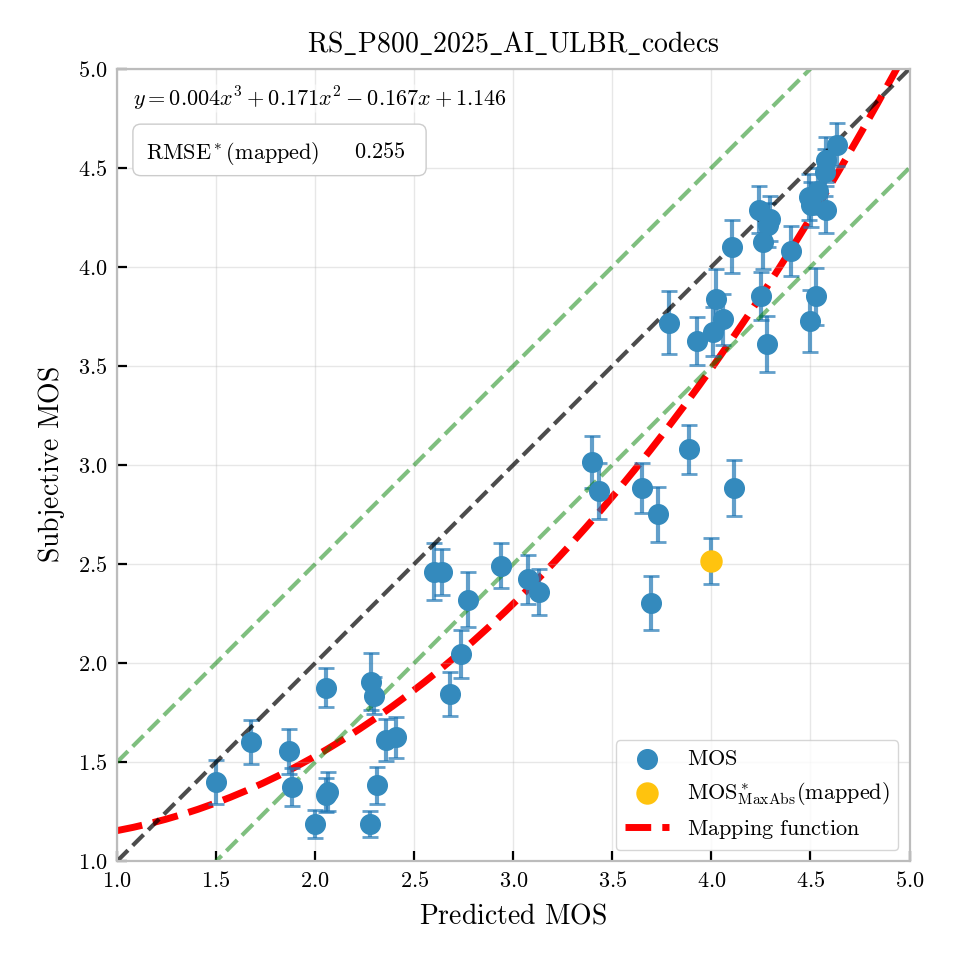 RS_P800_2025_AI_ULBR_codecs
y = 0.004x³ + 0.171x² − 0.167x + 1.146
RMSE*(mapped) 0.255
Subjective MOS
5.0
4.5
4.0
3.5
3.0
2.5
2.0
1.5
1.0
MOS
MOS*MaxAbs(mapped)
Mapping function
1.0 1.5 2.0 2.5 3.0 3.5 4.0 4.5 5.0
Predicted MOS